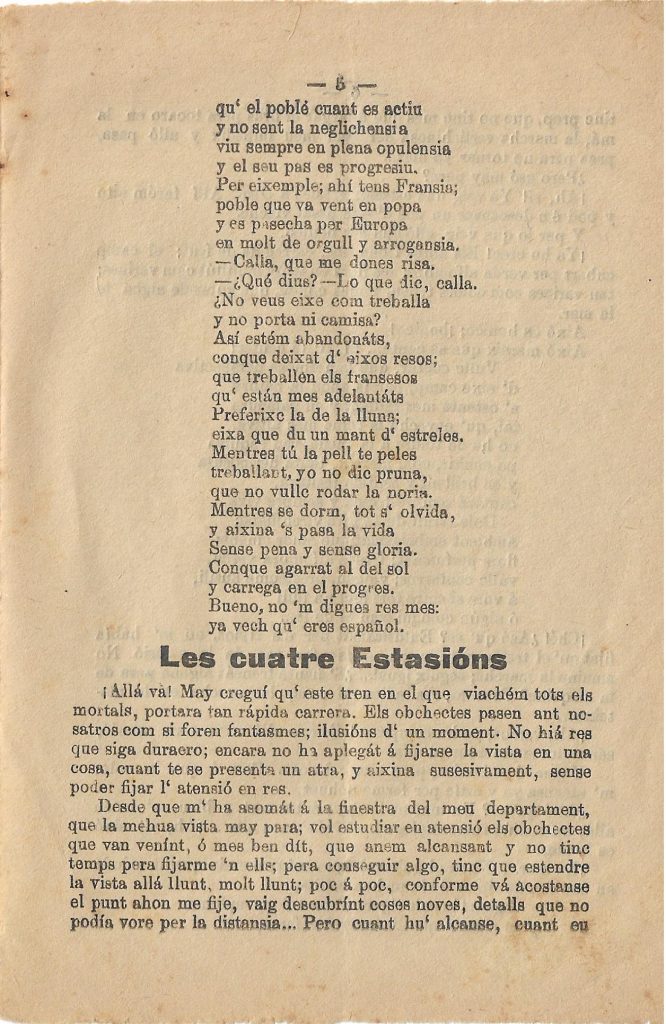 — 5 —
qu‘ el poble cuant es actiu
y no sent la neglichensia
viu sempre en plena opulensia
y el seu pas es progresiu.
Per eixemple; ahí tens Fransia;
poble que va vent en popa
y es pasecha per Europa
en molt de orgull y arrogansia.
—Calla, que me dones risa.
—¿Qué dius?—Lo que dic, calla.
¿No veus eixe com treballa
y no porta ni camisa?
Así estém abandonáts,
conque deixat d‘ eixos resos;
que treballen els fransesos
qu‘ están mes adelantáts
Preferixc la de la lluna;
eixa que du un mant d‘ estreles.
Mentres tú la pell te peles
treballant, yo no dic pruna,
que no vullc rodar la noria.
Mentres se dorm, tot s‘ olvida,
y aixina ‘s pasa la vida
Sense pena y sense gloria.
Conque agarrat al del sol
y carrega en el progres.
Bueno, no ‘m digues res mes:
ya vech qu‘ eres español.
Les cuatre Estasións
¡Allá va! May creguí qu‘ este tren en el que viachém tots els
mortals, portara tan rápida carrera. Els obchectes pasen ant no-
satros com si foren fantasmes; ilusións d‘ un moment. No hiá res
que siga duraero; encara no ha aplegát á fijarse la vista en una
cosa, cuant te se presenta un atra, y aixina susesivament, sense
poder fijar l‘ atensió en res.
Desde que m‘ ha asomát á la finestra del meu departament,
que la mehua vista may para; vol estudiar en atensió els obchectes
que van venínt, ó mes ben dít, que anem alcansant y no tinc
temps pera fijarme ‘n ells; pera conseguir algo, tinc que estendre
la vista allá llunt, molt llunt; poc á poc, conforme vá acostanse
el punt ahon me fije, vaig descubrínt coses noves, detalls que no
podía vore per la distansia... Pero cuant hu‘ alcanse, cuant en